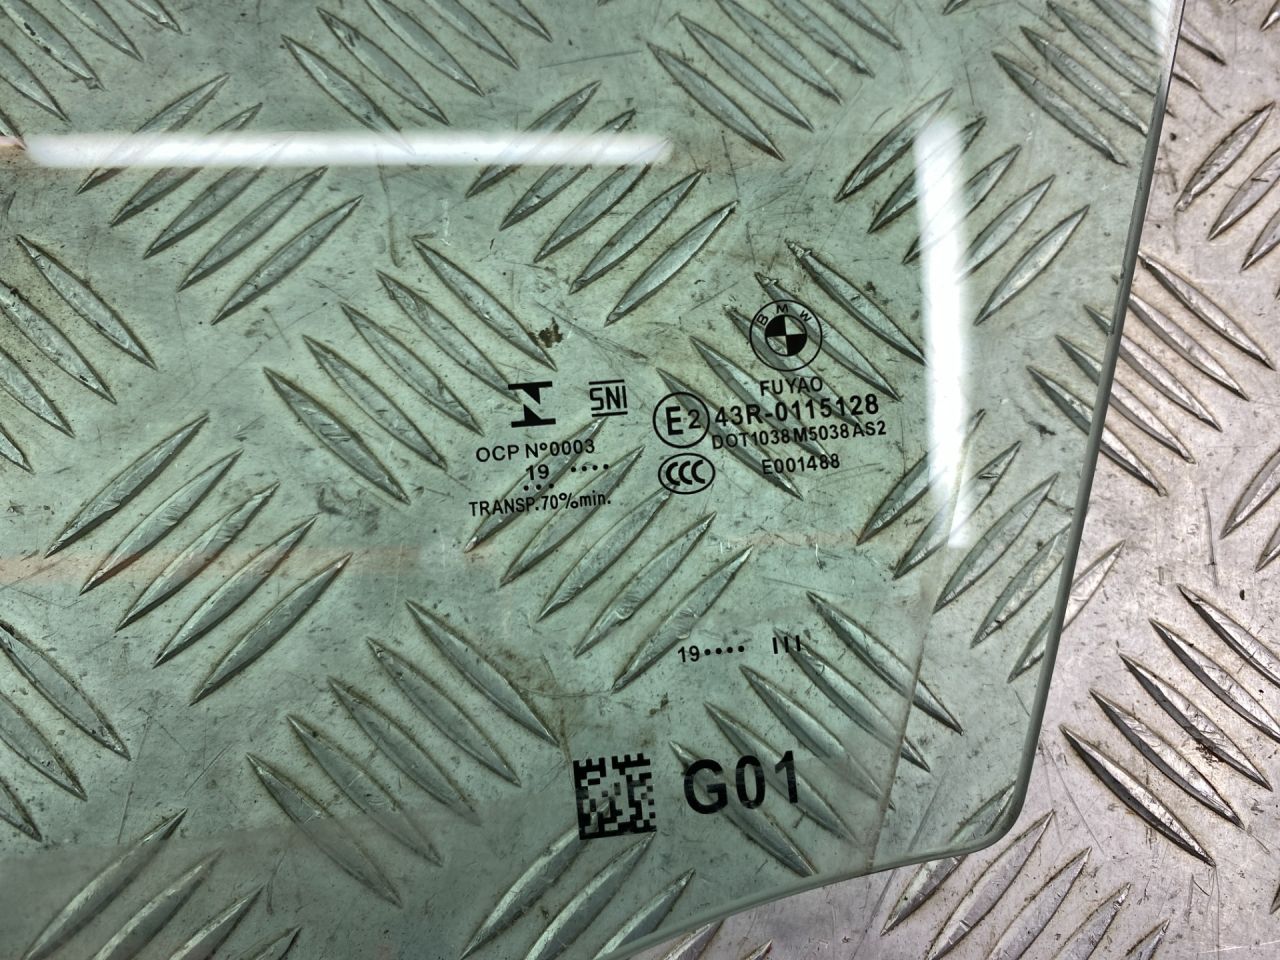 BMW
FUYAO
SNI
E2 43R-0115128
DOT1038 M5038 AS2
OCP Nº0003
19 ••••
•••
CCC
E001488
TRANSP.70%min.
19•••• III
G01